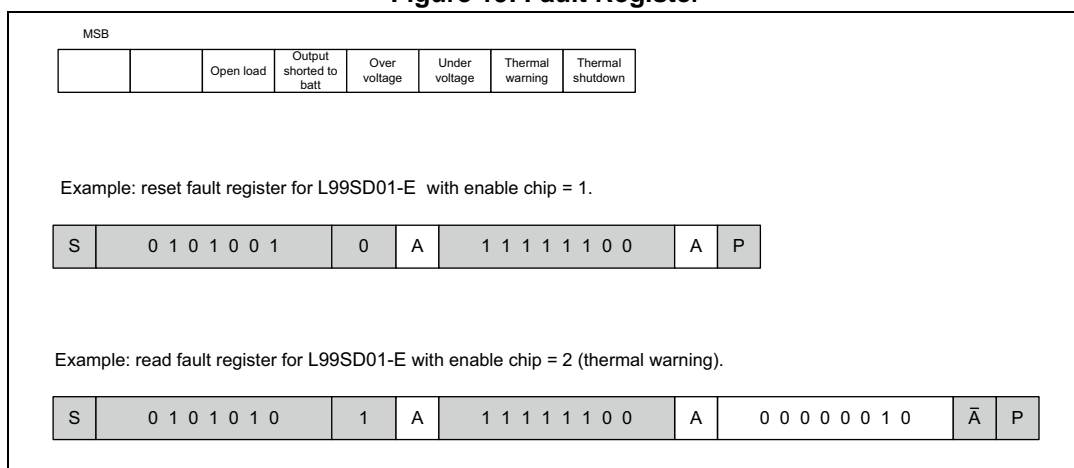 Figure 10. Fault Register
MSB
Open load Output shorted to batt Over voltage Under voltage Thermal warning Thermal shutdown
Example: reset fault register for L99SD01-E with enable chip = 1.
S 0 1 0 1 0 0 1 0 A 1 1 1 1 1 1 0 0 A P
Example: read fault register for L99SD01-E with enable chip = 2 (thermal warning).
S 0 1 0 1 0 1 0 1 A 1 1 1 1 1 1 0 0 A 0 0 0 0 0 0 1 0 A̅ P